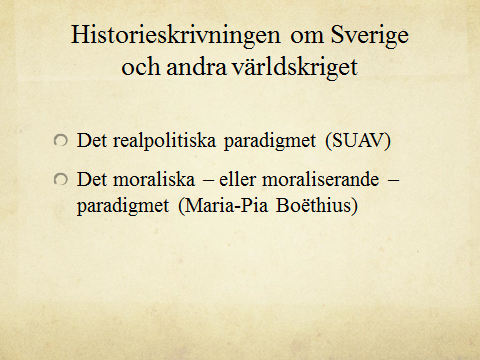 Historieskrivningen om Sverige
och andra världskriget
Det realpolitiska paradigmet (SUAV)
Det moraliska – eller moraliserande –
paradigmet (Maria-Pia Boëthius)